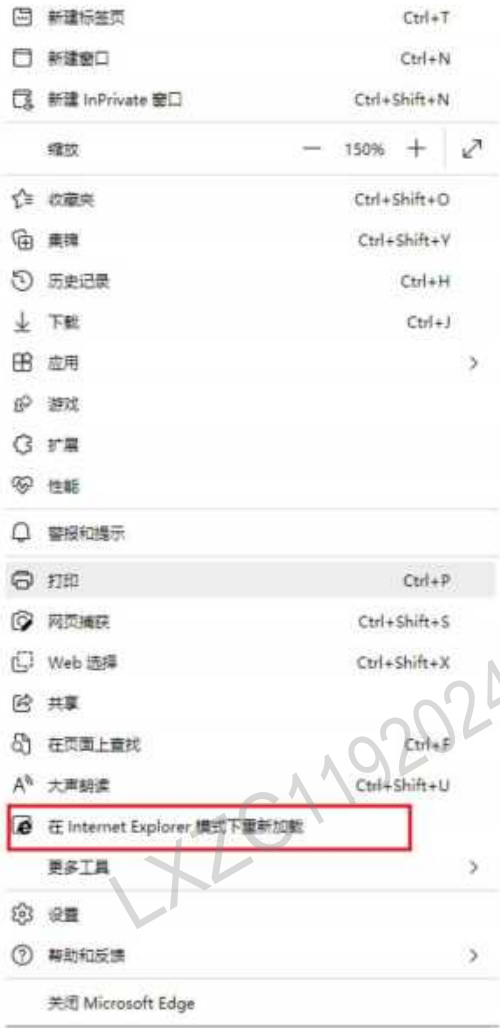 新建标签页 Ctrl+T
新建窗口 Ctrl+N
新建 InPrivate 窗口 Ctrl+Shift+N
缩放 — 150% +
收藏夹 Ctrl+Shift+O
集锦 Ctrl+Shift+Y
历史记录 Ctrl+H
下载 Ctrl+J
应用
游戏
扩展
性能
警报和提示
打印 Ctrl+P
网页捕获 Ctrl+Shift+S
Web 选择 Ctrl+Shift+X
共享
在页面上查找 Ctrl+F
大声朗读 Ctrl+Shift+U
在 Internet Explorer 模式下重新加载
更多工具
设置
帮助和反馈
关闭 Microsoft Edge
LXZC1192024